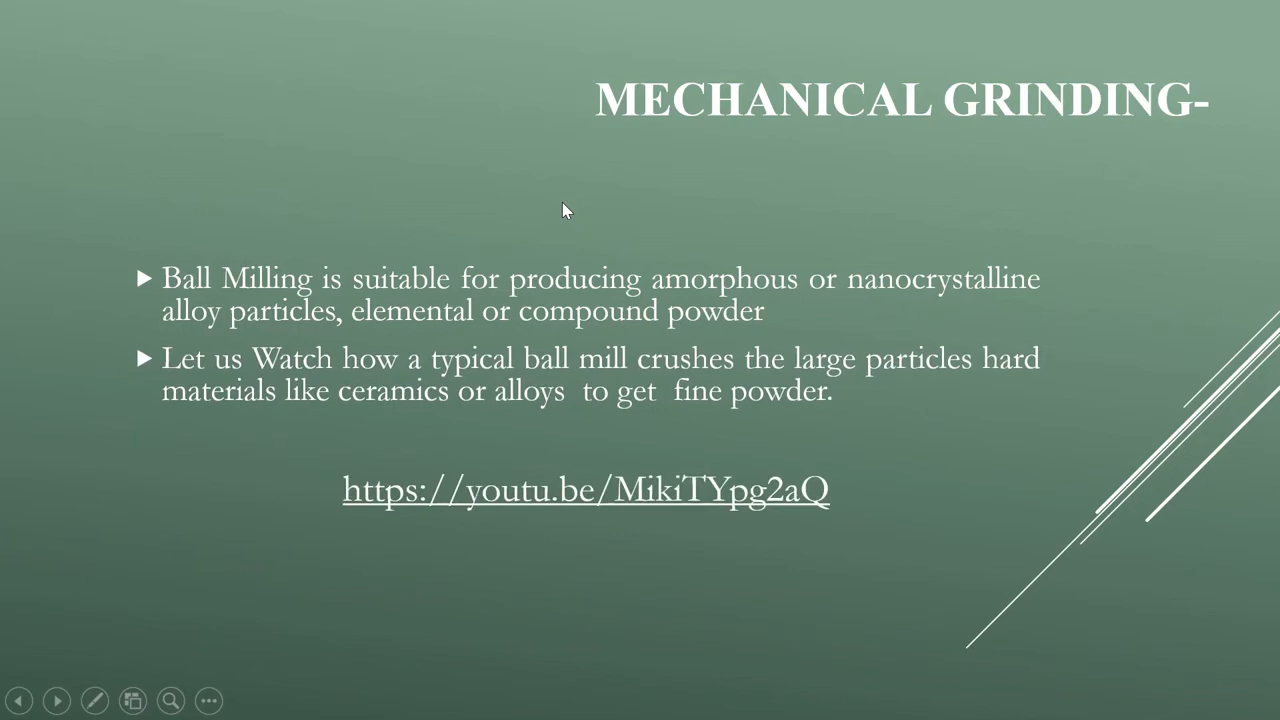 MECHANICAL GRINDING-
Ball Milling is suitable for producing amorphous or nanocrystalline
alloy particles, elemental or compound powder
Let us Watch how a typical ball mill crushes the large particles hard
materials like ceramics or alloys  to get  fine powder.
https://youtu.be/MikiTYpg2aQ